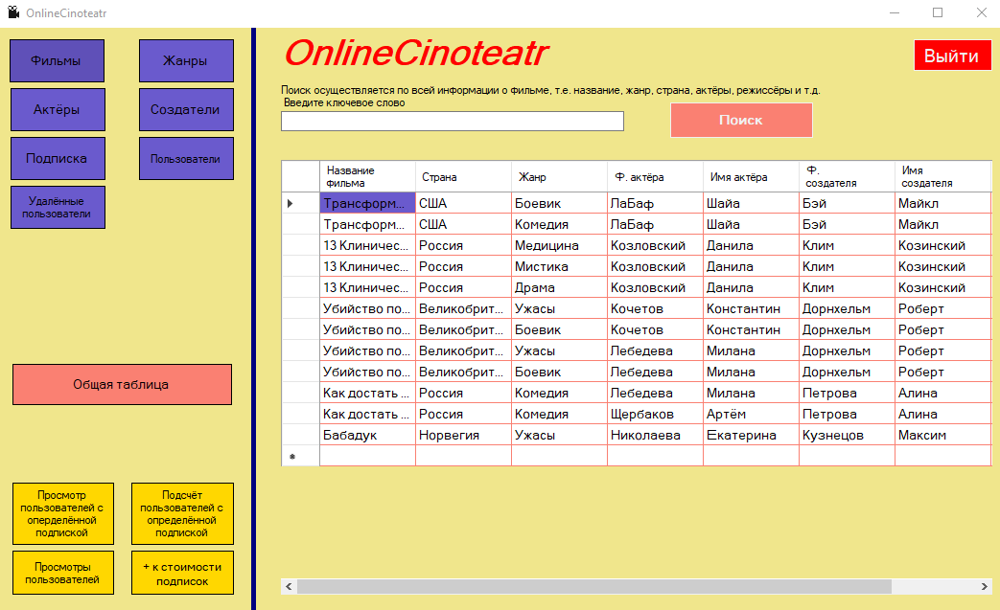 OnlineCinoteatr
Фильмы
Жанры
Актёры
Создатели
Подписка
Пользователи
Удалённые
пользователи
Общая таблица
Просмотр
пользователей с
оперделённой
подпиской
Подсчёт
пользователей с
определённой
подпиской
Просмотры
пользователей
+ к стоимости
подписок
OnlineCinoteatr
Выйти
Поиск осуществляется по всей информации о фильме, т.е. название, жанр, страна, актёры, режиссёры и т.д.
Введите ключевое слово
Поиск
Название фильма Страна Жанр Ф. актёра Имя актёра Ф. создателя Имя создателя
Трансформ... США Боевик ЛаБаф Шайа Бэй Майкл
Трансформ... США Комедия ЛаБаф Шайа Бэй Майкл
13 Клиничес... Россия Медицина Козловский Данила Клим Козинский
13 Клиничес... Россия Мистика Козловский Данила Клим Козинский
13 Клиничес... Россия Драма Козловский Данила Клим Козинский
Убийство по... Великобрит... Ужасы Кочетов Константин Дорнхельм Роберт
Убийство по... Великобрит... Боевик Кочетов Константин Дорнхельм Роберт
Убийство по... Великобрит... Ужасы Лебедева Милана Дорнхельм Роберт
Убийство по... Великобрит... Боевик Лебедева Милана Дорнхельм Роберт
Как достать ... Россия Комедия Лебедева Милана Петрова Алина
Как достать ... Россия Комедия Щербаков Артём Петрова Алина
Бабадук Норвегия Ужасы Николаева Екатерина Кузнецов Максим